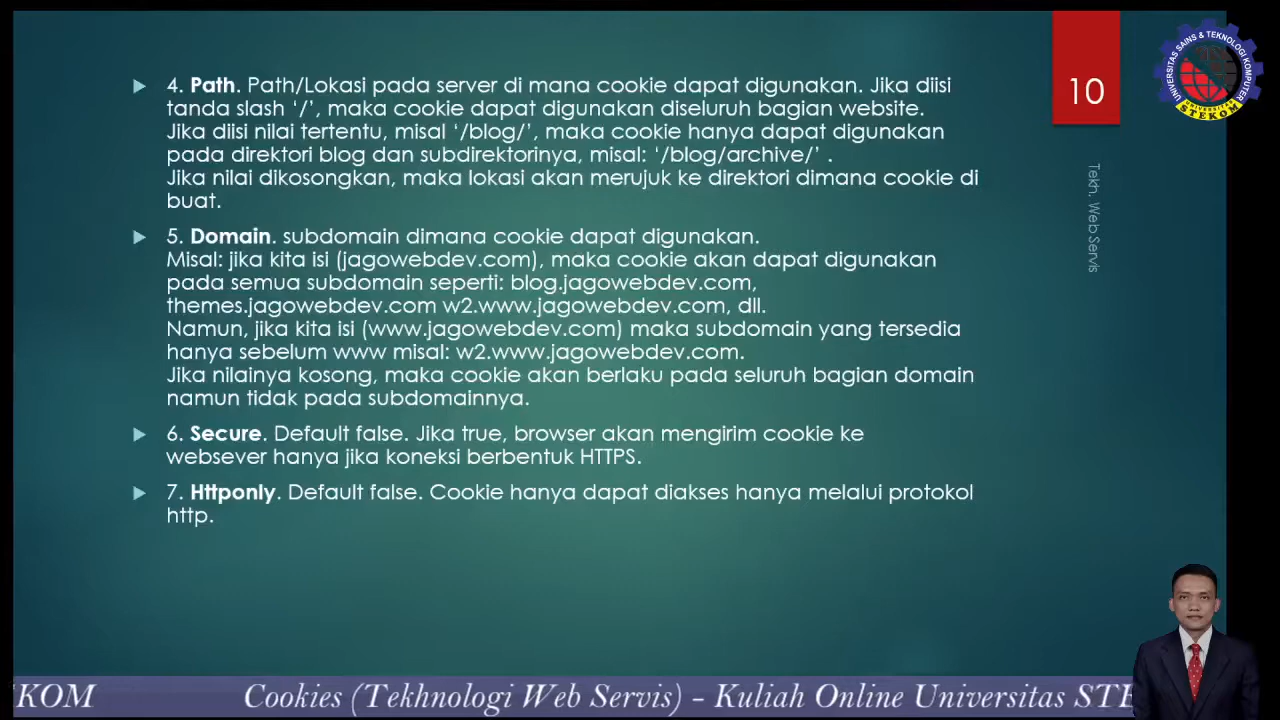 4. Path. Path/Lokasi pada server di mana cookie dapat digunakan. Jika diisi
tanda slash ‘/’, maka cookie dapat digunakan diseluruh bagian website.
Jika diisi nilai tertentu, misal ‘/blog/’, maka cookie hanya dapat digunakan
pada direktori blog dan subdirektorinya, misal: ‘/blog/archive/’ .
Jika nilai dikosongkan, maka lokasi akan merujuk ke direktori dimana cookie di
buat.
5. Domain. subdomain dimana cookie dapat digunakan.
Misal: jika kita isi (jagowebdev.com), maka cookie akan dapat digunakan
pada semua subdomain seperti: blog.jagowebdev.com,
themes.jagowebdev.com w2.www.jagowebdev.com, dll.
Namun, jika kita isi (www.jagowebdev.com) maka subdomain yang tersedia
hanya sebelum www misal: w2.www.jagowebdev.com.
Jika nilainya kosong, maka cookie akan berlaku pada seluruh bagian domain
namun tidak pada subdomainnya.
6. Secure. Default false. Jika true, browser akan mengirim cookie ke
websever hanya jika koneksi berbentuk HTTPS.
7. Httponly. Default false. Cookie hanya dapat diakses hanya melalui protokol
http.
10
UNIVERSITAS SAINS & TEKNOLOGI KOMPUTER
UNIVERSITAS
STEKOM
Tekh. Web Servis
KOM Cookies (Tekhnologi Web Servis) – Kuliah Online Universitas STE